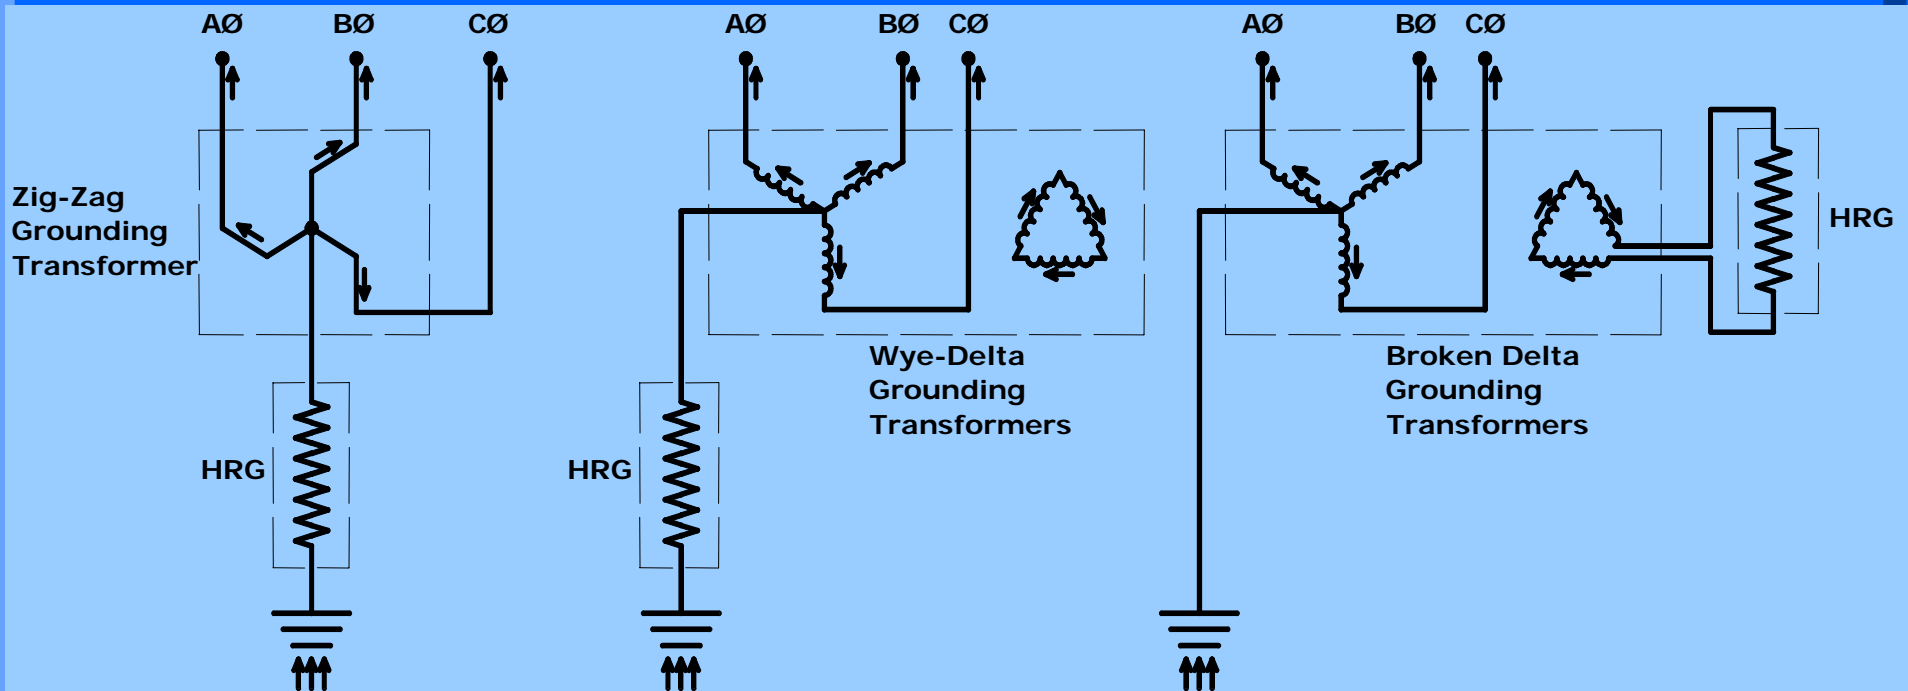 AØ BØ CØ
Zig-Zag
Grounding
Transformer
HRG
AØ BØ CØ
Wye-Delta
Grounding
Transformers
HRG
AØ BØ CØ
HRG
Broken Delta
Grounding
Transformers